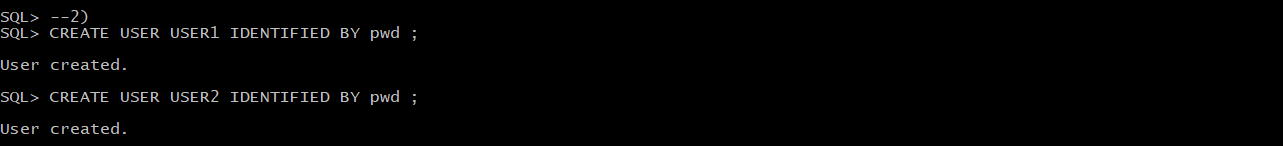 SQL> --2)
SQL> CREATE USER USER1 IDENTIFIED BY pwd ;
User created.
SQL> CREATE USER USER2 IDENTIFIED BY pwd ;
User created.